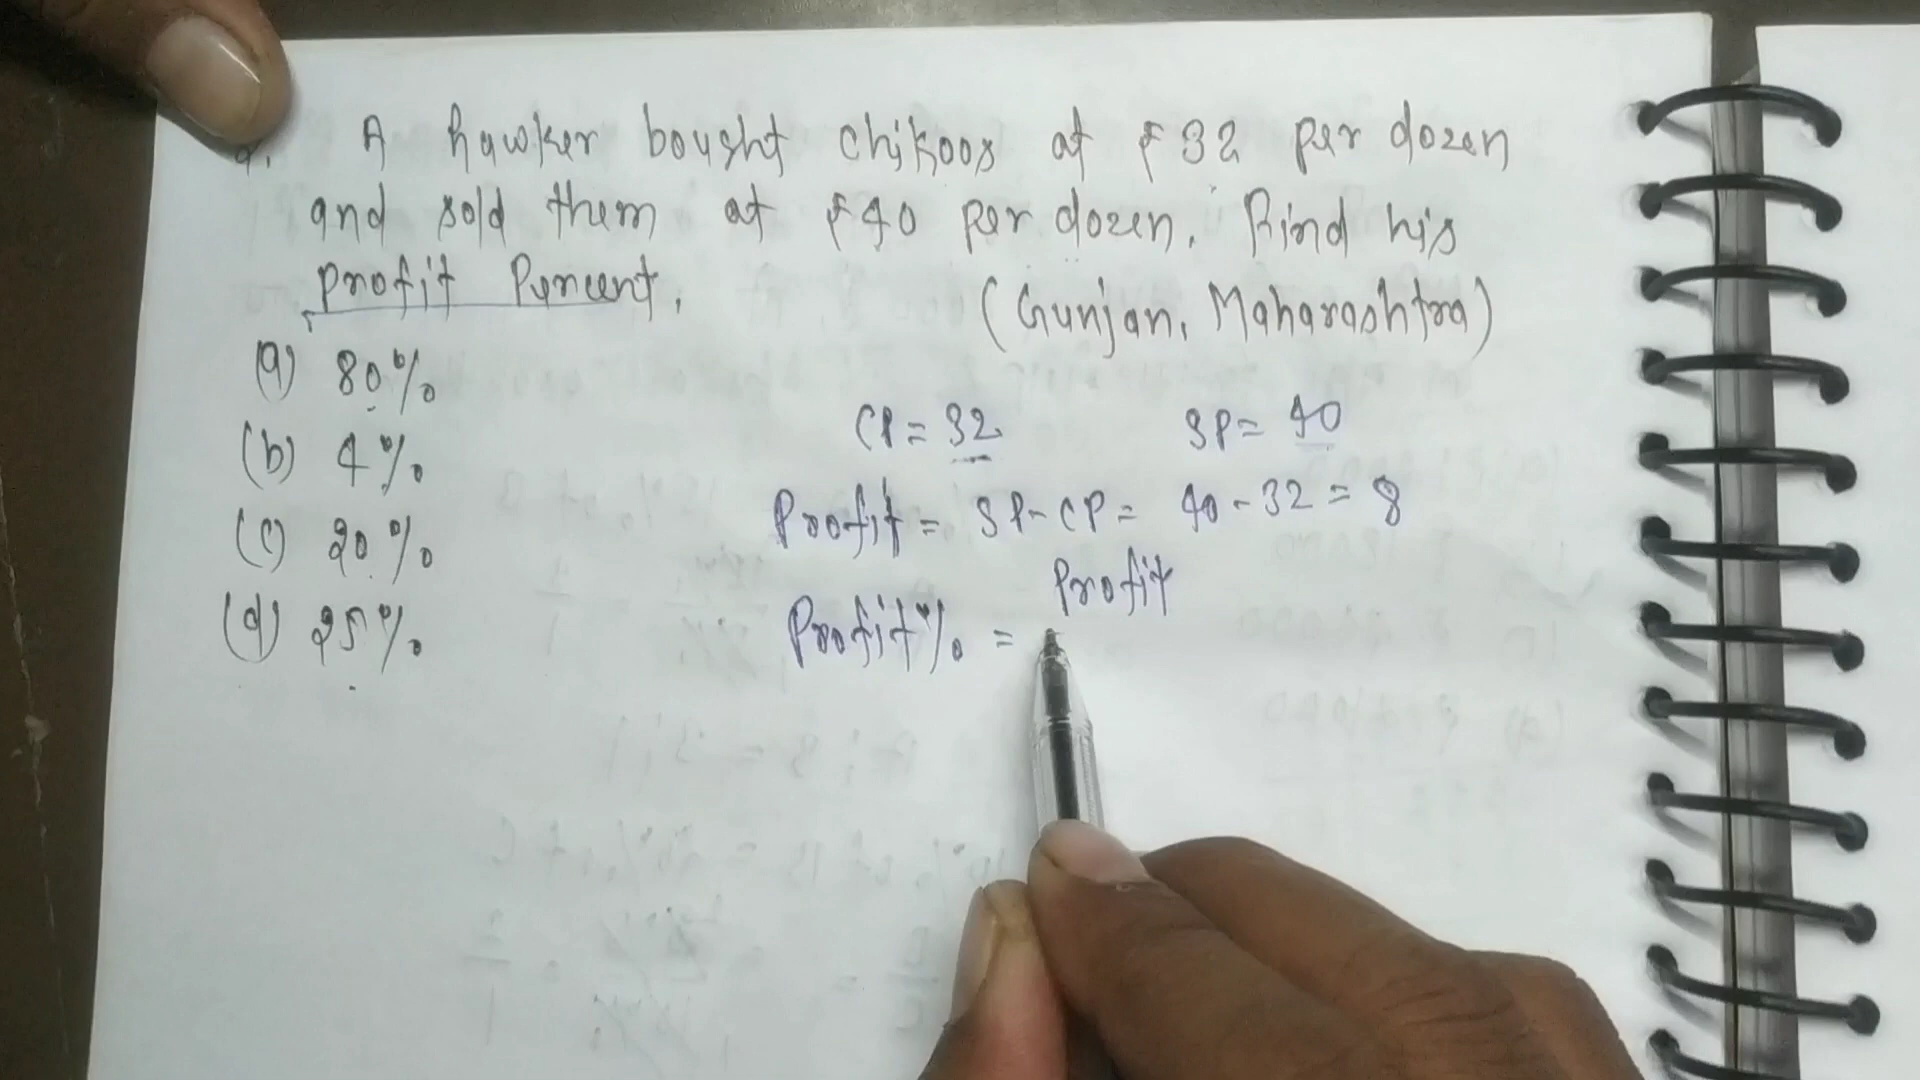 Q. A hawker bought chikoos at ₹32 per dozen
and sold them at ₹40 per dozen. Find his
Profit Percent. (Gunjan, Maharashtra)
(a) 80%
(b) 4%
(c) 20%
(d) 25%
CP = 32 SP = 40
Profit = SP - CP = 40 - 32 = 8
Profit% = Profit